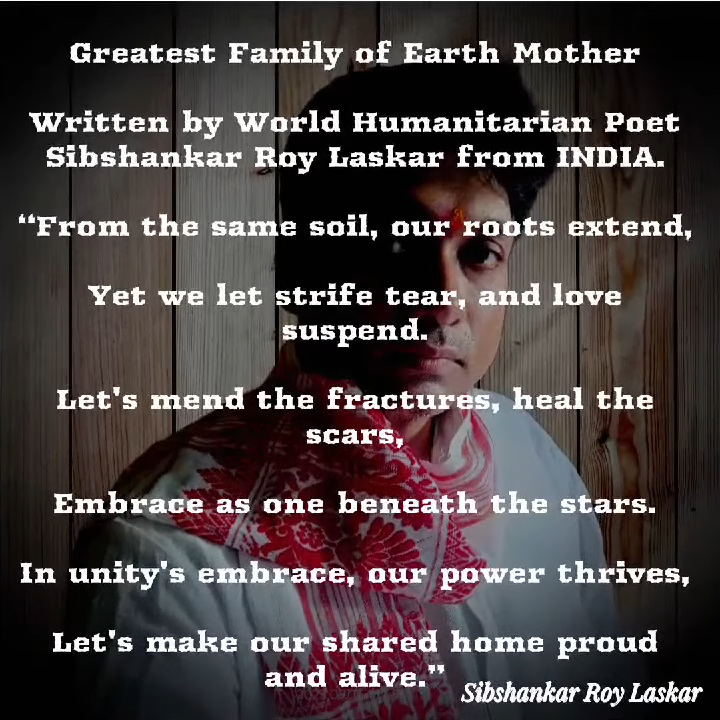 Greatest Family of Earth Mother
Written by World Humanitarian Poet
Sibshankar Roy Laskar from INDIA.
“From the same soil, our roots extend,
Yet we let strife tear, and love
suspend.
Let's mend the fractures, heal the
scars,
Embrace as one beneath the stars.
In unity's embrace, our power thrives,
Let's make our shared home proud
and alive.”
Sibshankar Roy Laskar